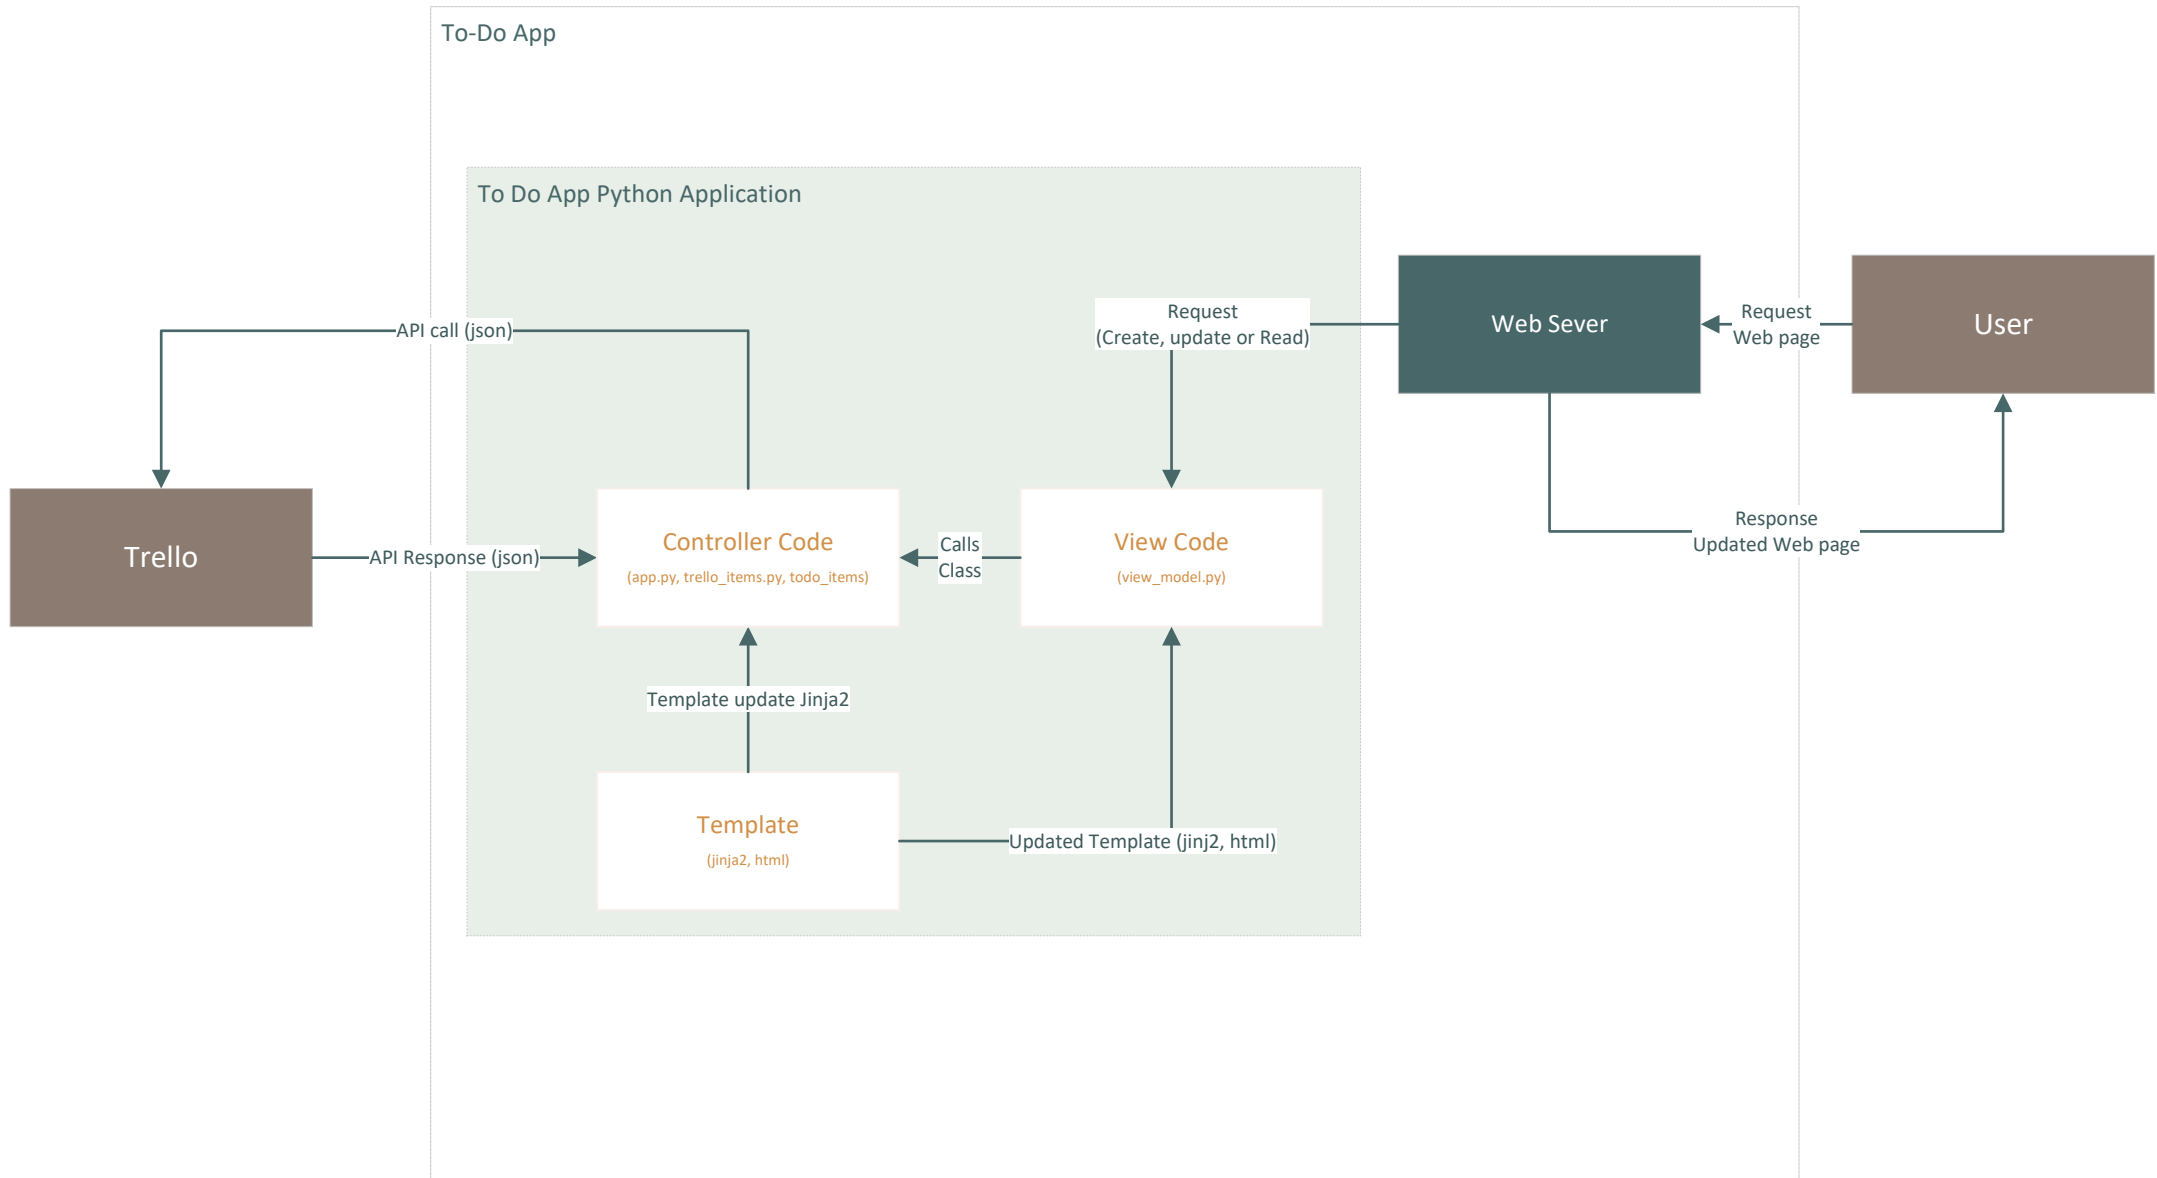 To-Do App
To Do App Python Application
Request
(Create, update or Read)
Web Sever
Request
Web page
User
API call (json)
Trello
API Response (json)
Controller Code
(app.py, trello_items.py, todo_items)
Calls
Class
View Code
(view_model.py)
Response
Updated Web page
Template update Jinja2
Template
(jinja2, html)
Updated Template (jinj2, html)